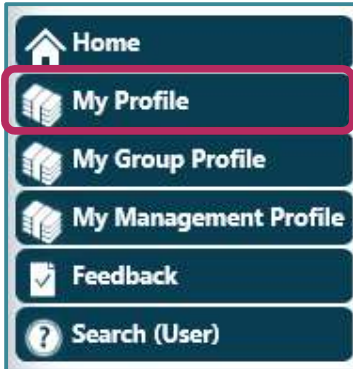 Home
My Profile
My Group Profile
My Management Profile
Feedback
Search (User)